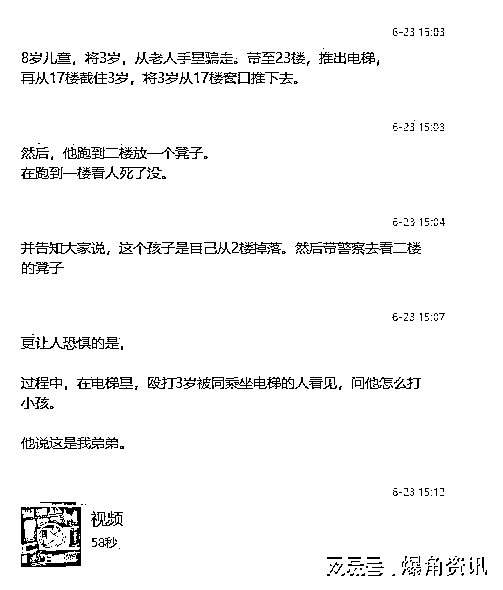 6-23 15:03
8岁儿童，将3岁，从老人手里骗走。带至23楼，推出电梯，
再从17楼截住3岁，将3岁从17楼窗口推下去。
6-23 15:03
然后，他跑到二楼放一个凳子。
在跑到一楼看人死了没。
6-23 15:04
并告知大家说，这个孩子是自己从2楼掉落。然后带警察去看二楼
的凳子
6-23 15:07
更让人恐惧的是，
过程中，在电梯里，殴打3岁被同乘坐电梯的人看见，问他怎么打
小孩。
他说这是我弟弟。
6-23 15:12
视频
58秒
网易号 爆角资讯